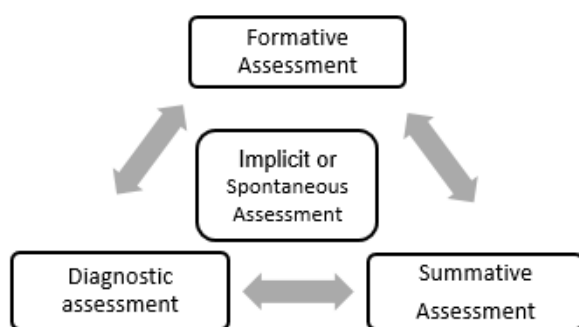 Formative
Assessment
Implicit or
Spontaneous
Assessment
Diagnostic
assessment
Summative
Assessment